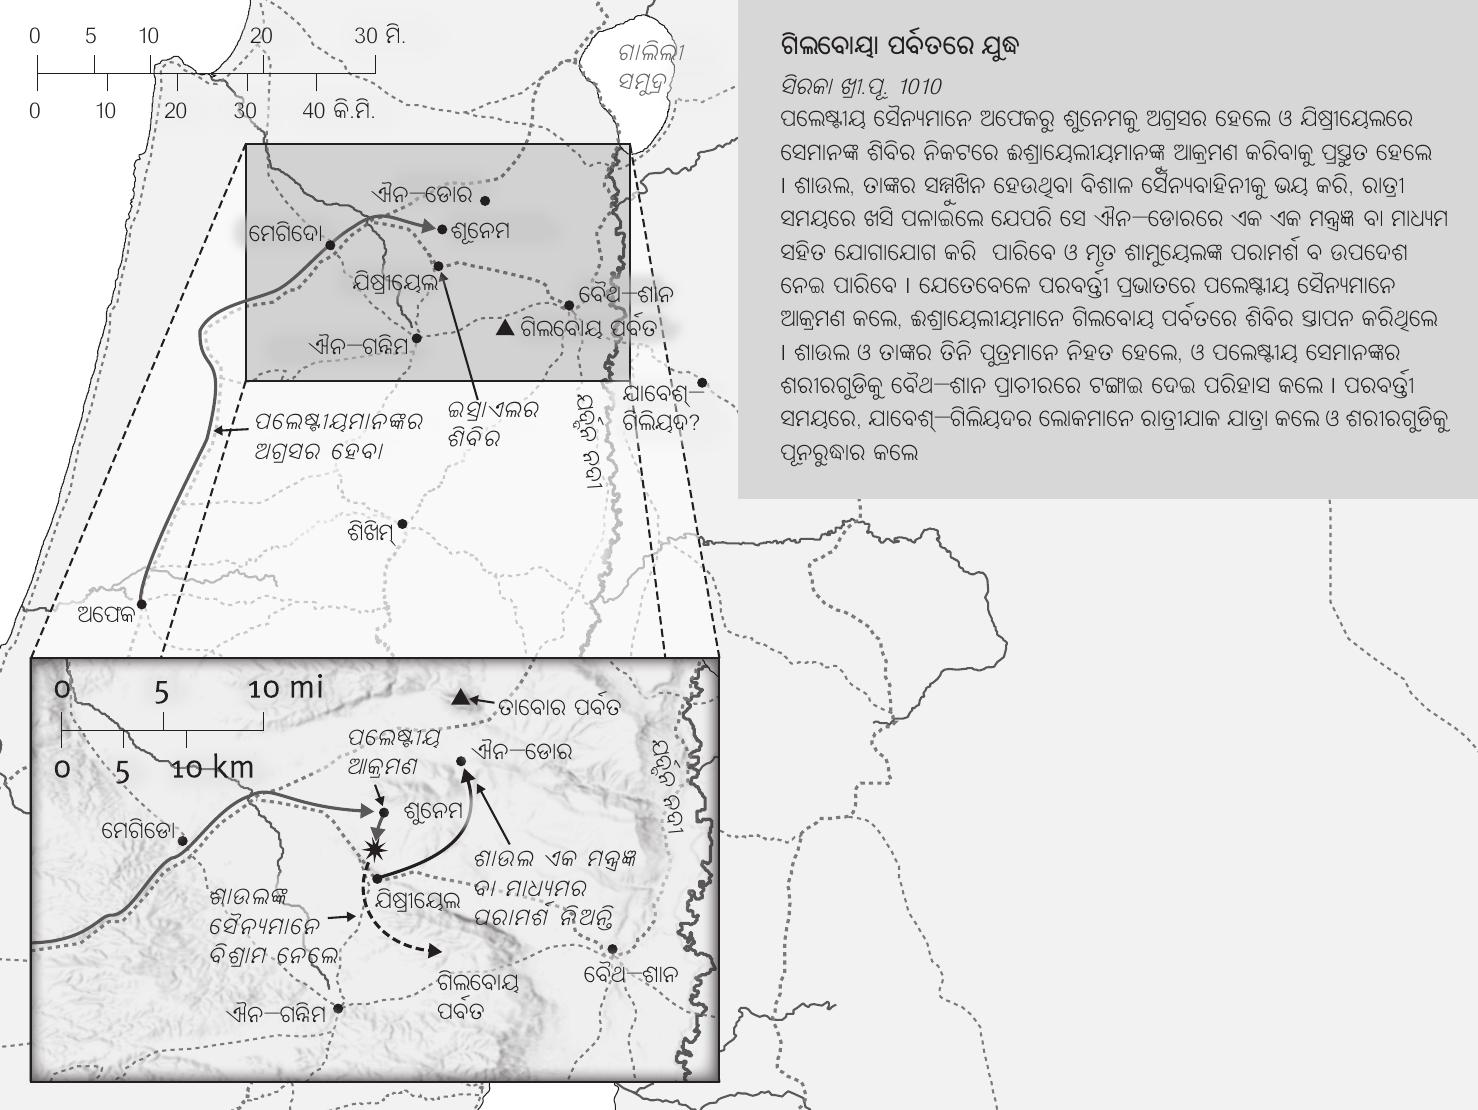 0 5 10 20 30 ମି.
0 10 20 30 40 କି.ମି.
ଗାଲିଲୀ
ସମୁଦ୍ର
ଐନ–ଡୋର
ମେଗିଦୋ
ଶୂନେମ
ଯିଷ୍ରୀୟେଲ
ବୈଥ–ଶାନ
ଗିଲବୋୟ ପର୍ବତ
ଐନ–ଗନ୍ନିମ
ଯାବେଶ୍–
ଗିଲିୟଦ?
ଇସ୍ରାଏଲର
ଶିବିର
ପଲେଷ୍ଟୀୟମାନଙ୍କର
ଅଗ୍ରସର ହେବା
ଯର୍ଦ୍ଦନ ନଦୀ
ଶିଖିମ୍
ଅଫେକ
ଗିଲବୋୟା ପର୍ବତରେ ଯୁଦ୍ଧ
ସିରକା ଖ୍ରୀ.ପୂ. 1010
ପଲେଷ୍ଟୀୟ ସୈନ୍ୟମାନେ ଅଫେକରୁ ଶୁନେମକୁ ଅଗ୍ରସର ହେଲେ ଓ ଯିଷ୍ରୀୟେଲରେ
ସେମାନଙ୍କ ଶିବିର ନିକଟରେ ଈଶ୍ରାୟେଲୀୟମାନଙ୍କୁ ଆକ୍ରମଣ କରିବାକୁ ପ୍ରସ୍ତୁତ ହେଲେ
। ଶାଉଲ, ତାଙ୍କର ସମ୍ମୁଖିନ ହେଉଥିବା ବିଶାଳ ସୈନ୍ୟବାହିନୀକୁ ଭୟ କରି, ରାତ୍ରୀ
ସମୟରେ ଖସି ପଳାଇଲେ ଯେପରି ସେ ଐନ–ଡୋରରେ ଏକ ଏକ ମନ୍ତ୍ରଜ୍ଞ ବା ମାଧ୍ୟମ
ସହିତ ଯୋଗାଯୋଗ କରି ପାରିବେ ଓ ମୃତ ଶାମୁୟେଲଙ୍କ ପରାମର୍ଶ ବ ଉପଦେଶ
ନେଇ ପାରିବେ । ଯେତେବେଳେ ପରବର୍ତ୍ତୀ ପ୍ରଭାତରେ ପଲେଷ୍ଟୀୟ ସୈନ୍ୟମାନେ
ଆକ୍ରମଣ କଲେ, ଈଶ୍ରାୟେଲୀୟମାନେ ଗିଲବୋୟ ପର୍ବତରେ ଶିବିର ସ୍ତାପନ କରିଥିଲେ
। ଶାଉଲ ଓ ତାଙ୍କର ତିନି ପୁତ୍ରମାନେ ନିହତ ହେଲେ, ଓ ପଲେଷ୍ଟୀୟ ସେମାନଙ୍କର
ଶରୀରଗୁଡିକୁ ବୈଥ–ଶାନ ପ୍ରାଚୀରରେ ଟଙ୍ଗାଇ ଦେଇ ପରିହାସ କଲେ । ପରବର୍ତ୍ତୀ
ସମୟରେ, ଯାବେଶ୍–ଗିଲିୟଦର ଲୋକମାନେ ରାତ୍ରୀଯାକ ଯାତ୍ରା କଲେ ଓ ଶରୀରଗୁଡିକୁ
ପୂନରୁଦ୍ଧାର କଲେ
0 5 10 mi
0 5 10 km
ତାବୋର ପର୍ବତ
ପଲେଷ୍ଟୀୟ
ଆକ୍ରମଣ
ଐନ–ଡୋର
ଯର୍ଦ୍ଦନ ନଦୀ
ଶୁନେମ
ମେଗିଡୋ
ଶାଉଲ ଏକ ମନ୍ତ୍ରଜ୍ଞ
ବା ମାଧ୍ୟମର
ପରାମର୍ଶ ନିଅନ୍ତି
ଯିଷ୍ରୀୟେଲ
ଶାଉଲଙ୍କ
ସୈନ୍ୟମାନେ
ବିଶ୍ରାମ ନେଲେ
ଗିଲବୋୟ
ପର୍ବତ
ବୈଥ–ଶାନ
ଐନ–ଗନ୍ନିମ